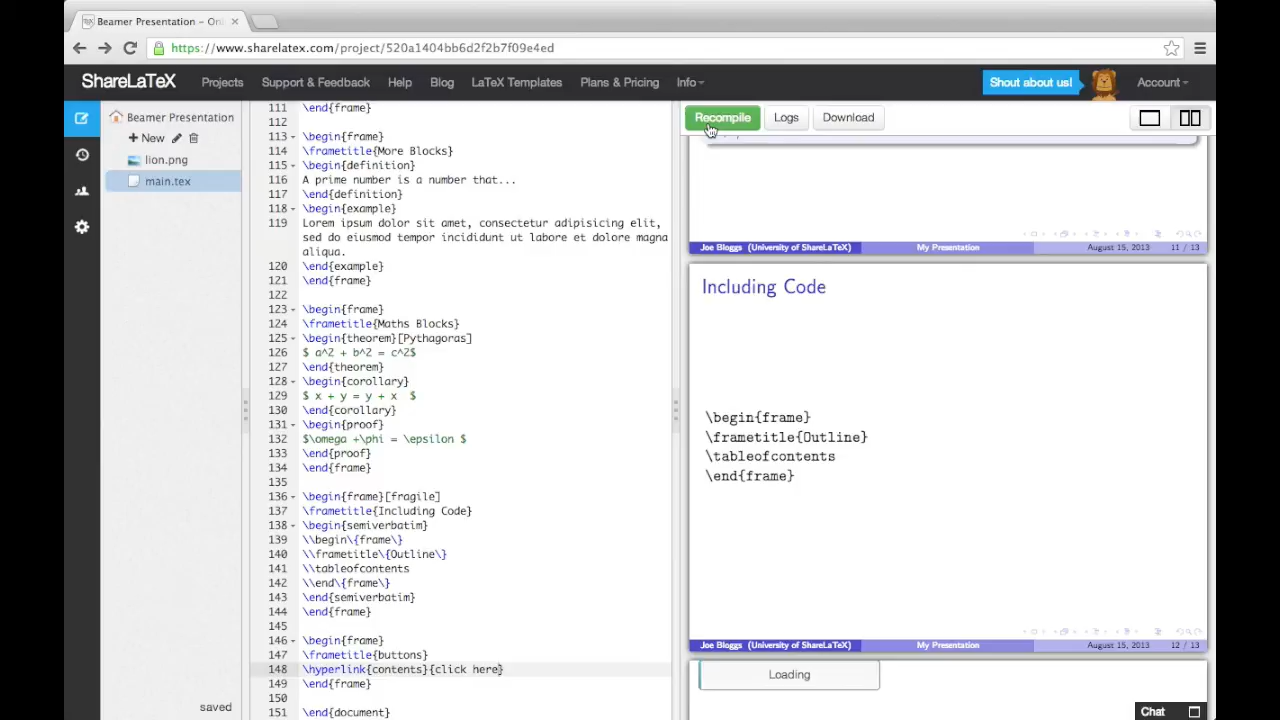 Beamer Presentation – Onl
https://www.sharelatex.com/project/520a1404bb6d2f2b7f09e4ed
ShareLaTeX Projects Support & Feedback Help Blog LaTeX Templates Plans & Pricing Info Shout about us! Account
Beamer Presentation
New
lion.png
main.tex
saved
111 \end{frame}
112
113 \begin{frame}
114 \frametitle{More Blocks}
115 \begin{definition}
116 A prime number is a number that...
117 \end{definition}
118 \begin{example}
119 Lorem ipsum dolor sit amet, consectetur adipisicing elit,
sed do eiusmod tempor incididunt ut labore et dolore magna
aliqua.
120 \end{example}
121 \end{frame}
122
123 \begin{frame}
124 \frametitle{Maths Blocks}
125 \begin{theorem}[Pythagoras]
126 $ a^2 + b^2 = c^2$
127 \end{theorem}
128 \begin{corollary}
129 $ x + y = y + x  $
130 \end{corollary}
131 \begin{proof}
132 $\omega +\phi = \epsilon $
133 \end{proof}
134 \end{frame}
135
136 \begin{frame}[fragile]
137 \frametitle{Including Code}
138 \begin{semiverbatim}
139 \\begin\{frame\}
140 \\frametitle\{Outline\}
141 \\tableofcontents
142 \\end\{frame\}
143 \end{semiverbatim}
144 \end{frame}
145
146 \begin{frame}
147 \frametitle{buttons}
148 \hyperlink{contents}{click here}
149 \end{frame}
150
151 \end{document}
Recompile Logs Download
Joe Bloggs (University of ShareLaTeX) My Presentation August 15, 2013 11 / 13
Including Code
\begin{frame}
\frametitle{Outline}
\tableofcontents
\end{frame}
Joe Bloggs (University of ShareLaTeX) My Presentation August 15, 2013 12 / 13
Loading
Chat